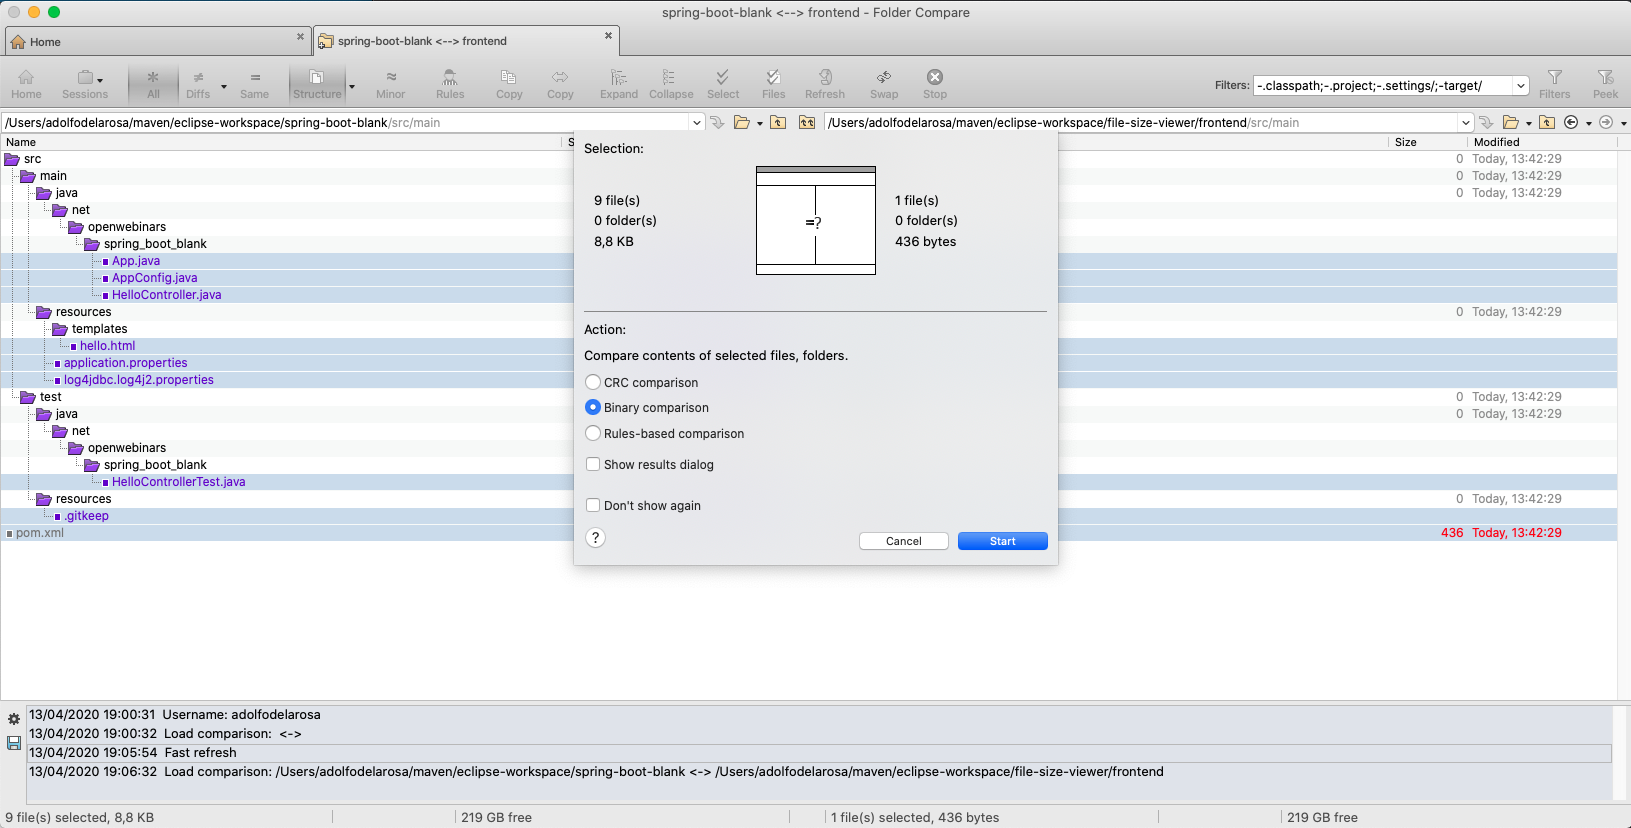 spring-boot-blank <--> frontend - Folder Compare
Home
spring-boot-blank <--> frontend
Home Sessions All Diffs Same Structure Minor Rules Copy Copy Expand Collapse Select Files Refresh Swap Stop Filters: -.classpath;-.project;-.settings/;-target/ Filters Peek
/Users/adolfodelarosa/maven/eclipse-workspace/spring-boot-blank/src/main
/Users/adolfodelarosa/maven/eclipse-workspace/file-size-viewer/frontend/src/main
Name S Size Modified
src 0 Today, 13:42:29
main 0 Today, 13:42:29
java 0 Today, 13:42:29
net
openwebinars
spring_boot_blank
App.java
AppConfig.java
HelloController.java
resources 0 Today, 13:42:29
templates
hello.html
application.properties
log4jdbc.log4j2.properties
test 0 Today, 13:42:29
java 0 Today, 13:42:29
net
openwebinars
spring_boot_blank
HelloControllerTest.java
resources 0 Today, 13:42:29
.gitkeep
pom.xml 436 Today, 13:42:29
Selection:
9 file(s)
0 folder(s)
8,8 KB
=?
1 file(s)
0 folder(s)
436 bytes
Action:
Compare contents of selected files, folders.
CRC comparison
Binary comparison
Rules-based comparison
Show results dialog
Don't show again
?
Cancel
Start
13/04/2020 19:00:31 Username: adolfodelarosa
13/04/2020 19:00:32 Load comparison: <->
13/04/2020 19:05:54 Fast refresh
13/04/2020 19:06:32 Load comparison: /Users/adolfodelarosa/maven/eclipse-workspace/spring-boot-blank <-> /Users/adolfodelarosa/maven/eclipse-workspace/file-size-viewer/frontend
9 file(s) selected, 8,8 KB 219 GB free 1 file(s) selected, 436 bytes 219 GB free